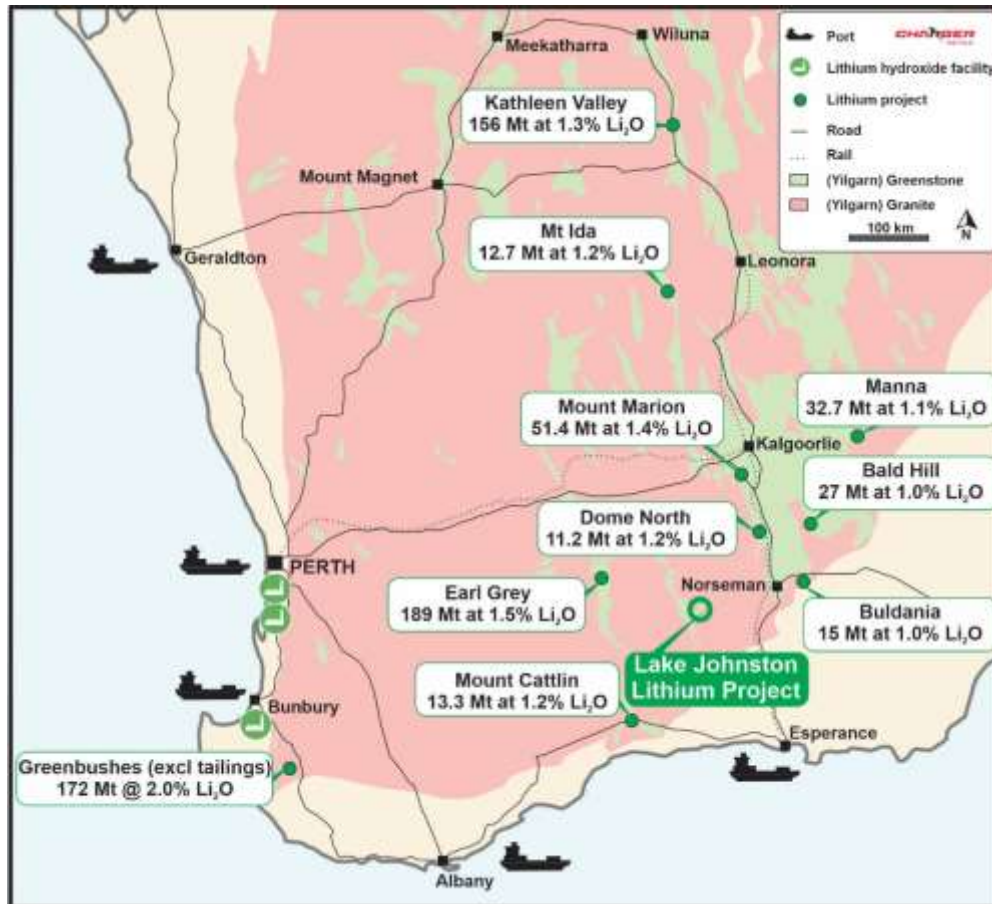 Meekatharra
Wiluna
Kathleen Valley
156 Mt at 1.3% Li₂O
Mount Magnet
Mt Ida
12.7 Mt at 1.2% Li₂O
Geraldton
Leonora
CHARGER
Port
Lithium hydroxide facility
Lithium project
Road
Rail
(Yilgarn) Greenstone
(Yilgarn) Granite
100 km
N
Mount Marion
51.4 Mt at 1.4% Li₂O
Manna
32.7 Mt at 1.1% Li₂O
Kalgoorlie
Bald Hill
27 Mt at 1.0% Li₂O
Dome North
11.2 Mt at 1.2% Li₂O
PERTH
Earl Grey
189 Mt at 1.5% Li₂O
Norseman
Buldania
15 Mt at 1.0% Li₂O
Lake Johnston
Lithium Project
Mount Cattlin
13.3 Mt at 1.2% Li₂O
Bunbury
Esperance
Greenbushes (excl tailings)
172 Mt @ 2.0% Li₂O
Albany
L
L
L
L